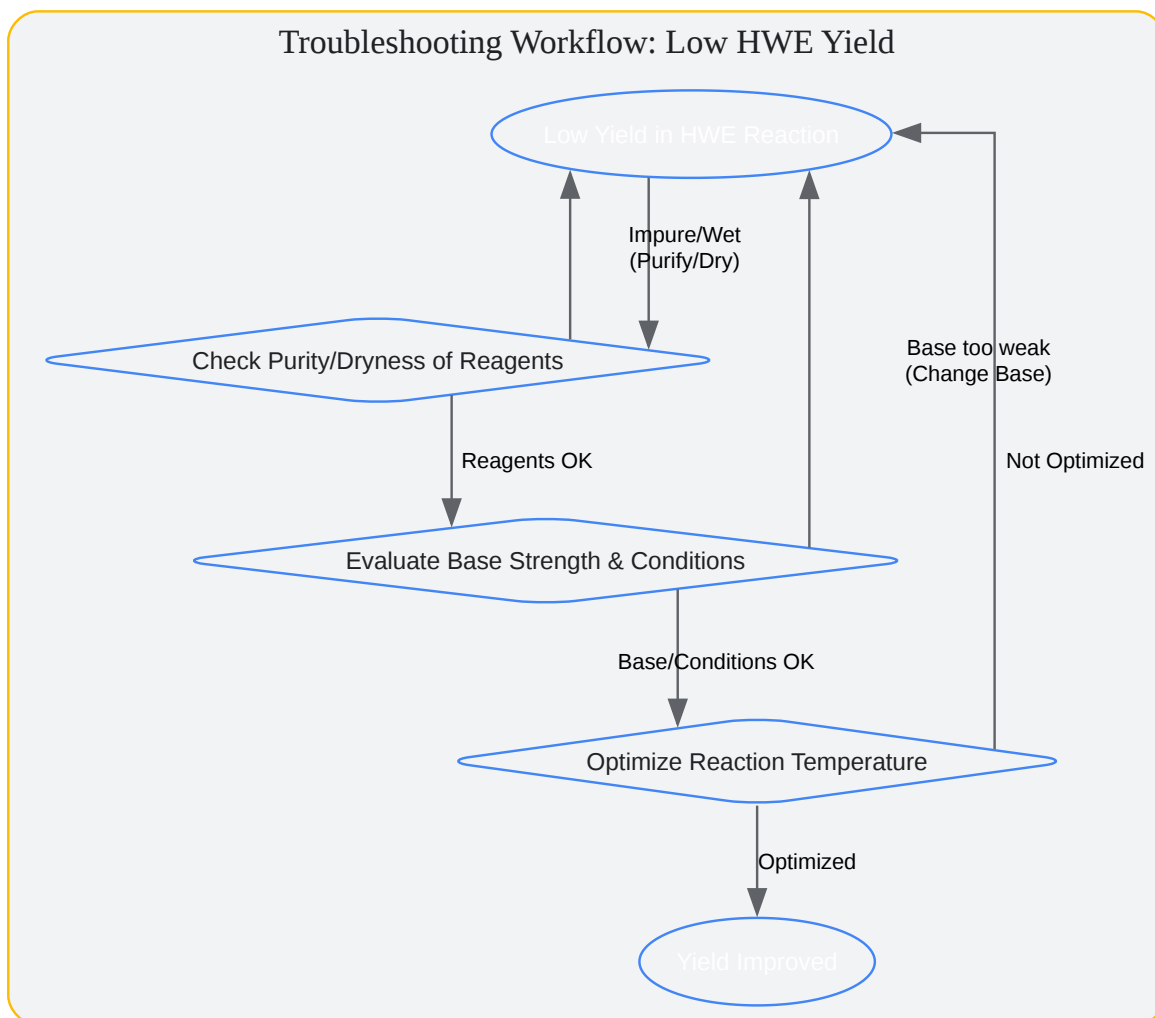 Troubleshooting Workflow: Low HWE Yield
Low Yield in HWE Reaction
Impure/Wet
(Purify/Dry)
Base too weak
(Change Base)
Check Purity/Dryness of Reagents
Reagents OK
Not Optimized
Evaluate Base Strength & Conditions
Base/Conditions OK
Optimize Reaction Temperature
Optimized
Yield Improved